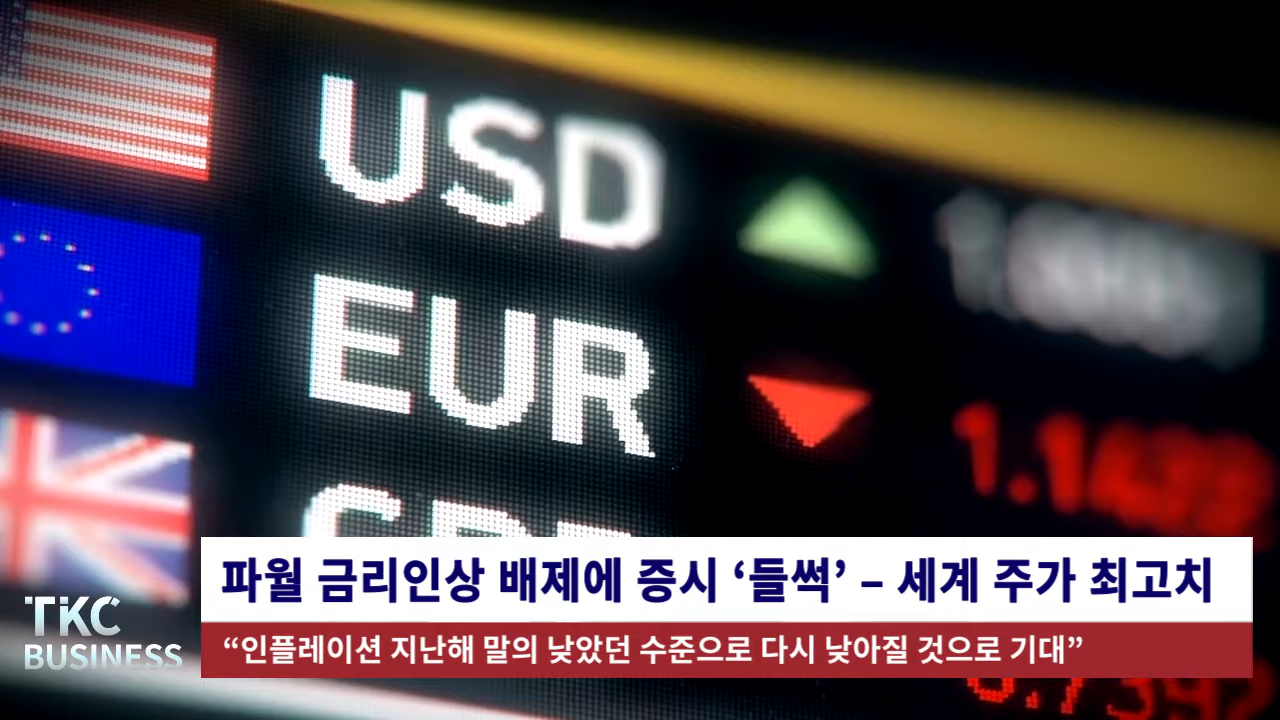 USD
EUR
파월 금리인상 배제에 증시 ‘들썩’ – 세계 주가 최고치
“인플레이션 지난해 말의 낮았던 수준으로 다시 낮아질 것으로 기대”
TKC
BUSINESS